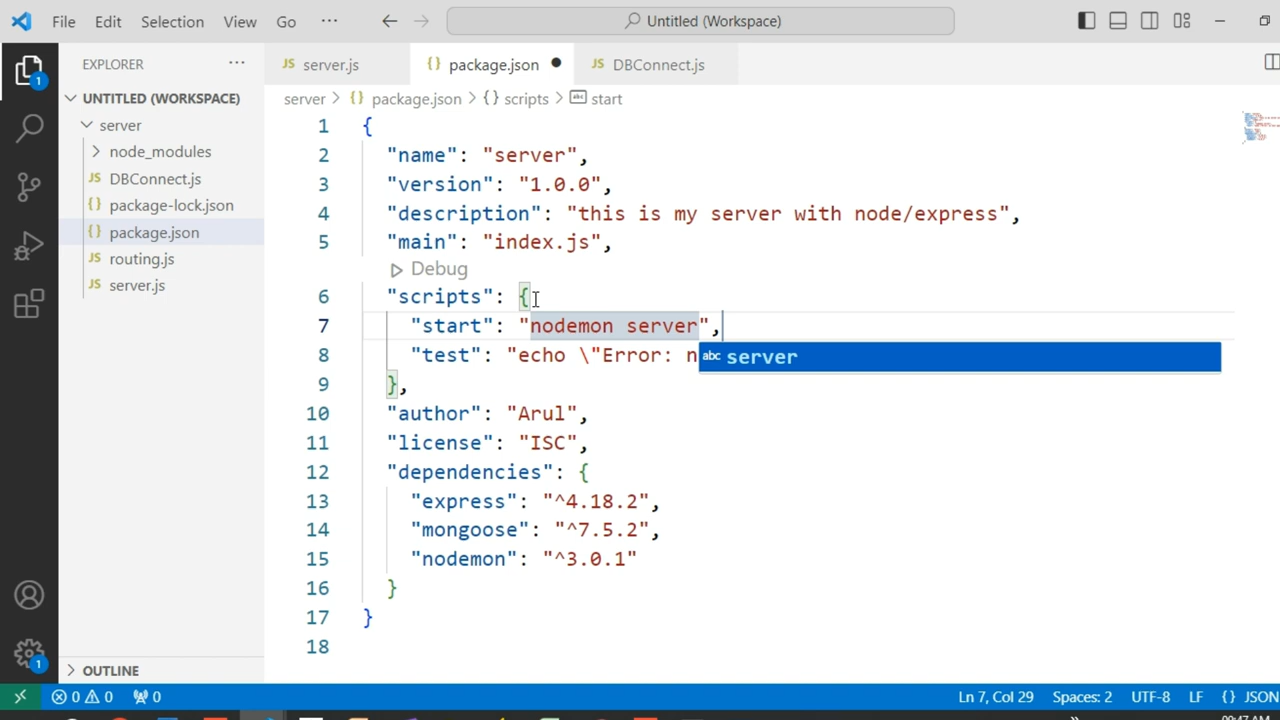 File Edit Selection View Go ··· Untitled (Workspace)
EXPLORER ···
server.js
package.json
DBConnect.js
UNTITLED (WORKSPACE)
server > {} package.json > {} scripts > abc start
server
node_modules
DBConnect.js
package-lock.json
package.json
routing.js
server.js
1 {
2 "name": "server",
3 "version": "1.0.0",
4 "description": "this is my server with node/express",
5 "main": "index.js",
Debug
6 "scripts": {
7 "start": "nodemon server",
8 "test": "echo \"Error: n
abc server
9 },
10 "author": "Arul",
11 "license": "ISC",
12 "dependencies": {
13 "express": "^4.18.2",
14 "mongoose": "^7.5.2",
15 "nodemon": "^3.0.1"
16 }
17 }
18
OUTLINE
0 0 0 Ln 7, Col 29 Spaces: 2 UTF-8 LF {} JSON